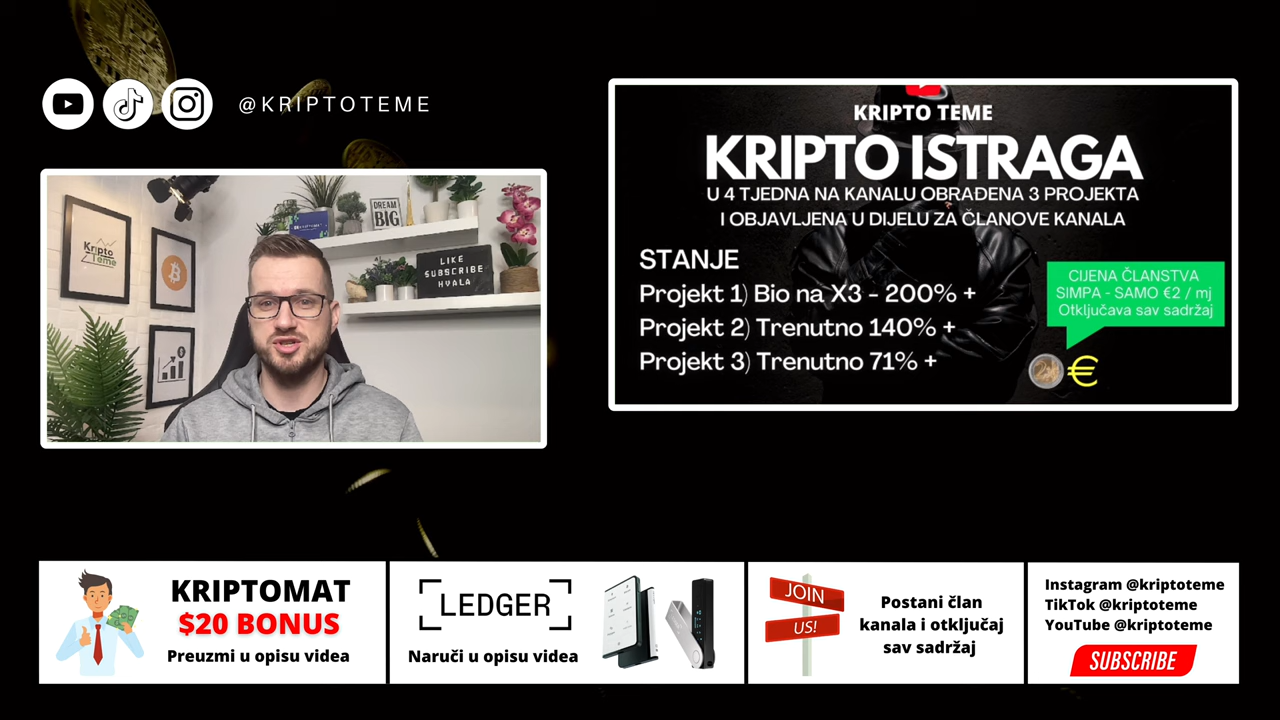 @KRIPTOTEME
Kripto
Teme
DREAM
BIG
LIKE
SUBSCRIBE
HVALA
KRIPTO TEME
KRIPTO ISTRAGA
U 4 TJEDNA NA KANALU OBRAĐENA 3 PROJEKTA
I OBJAVLJENA U DIJELU ZA ČLANOVE KANALA
STANJE
Projekt 1) Bio na X3 - 200% +
Projekt 2) Trenutno 140% +
Projekt 3) Trenutno 71% +
CIJENA ČLANSTVA
SIMPA - SAMO €2 / mj
Otključava sav sadržaj
€
KRIPTOMAT
$20 BONUS
Preuzmi u opisu videa
LEDGER
Naruči u opisu videa
JOIN
US!
Postani član
kanala i otključaj
sav sadržaj
Instagram @kriptoteme
TikTok @kriptoteme
YouTube @kriptoteme
SUBSCRIBE